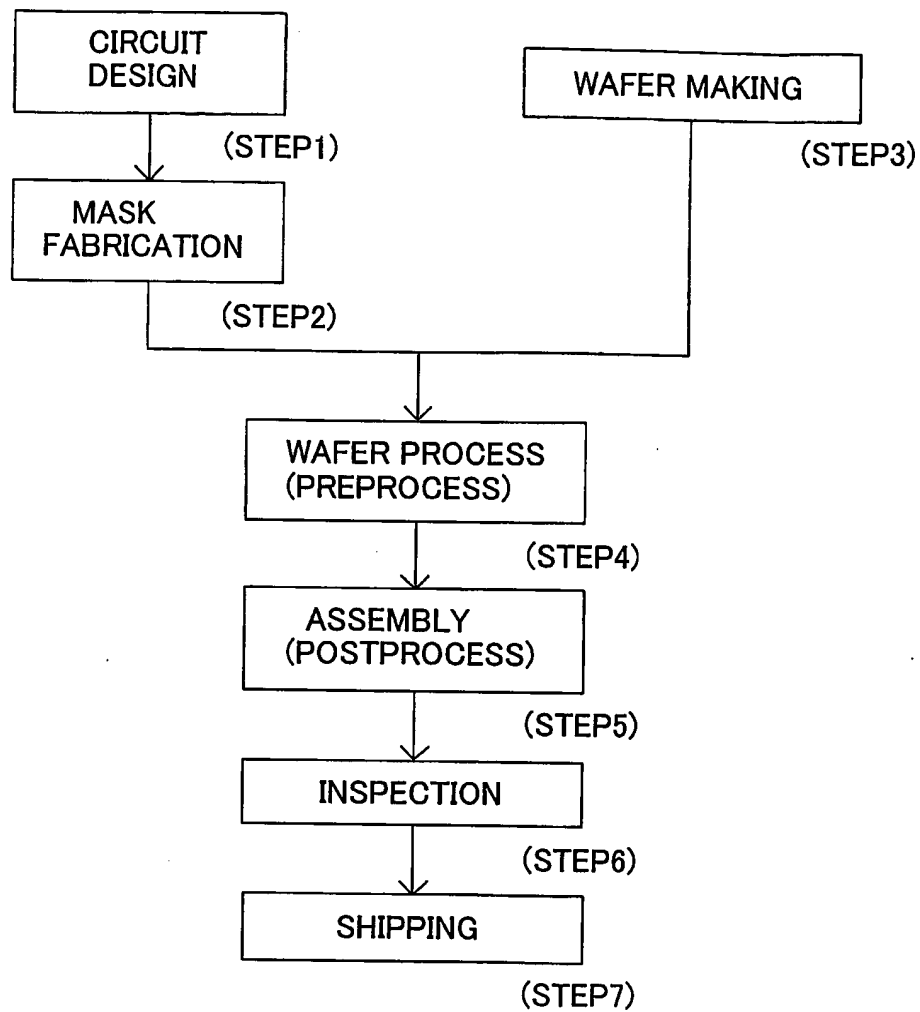 CIRCUIT
DESIGN
(STEP1)
MASK
FABRICATION
(STEP2)
WAFER MAKING
(STEP3)
WAFER PROCESS
(PREPROCESS)
(STEP4)
ASSEMBLY
(POSTPROCESS)
(STEP5)
INSPECTION
(STEP6)
SHIPPING
(STEP7)